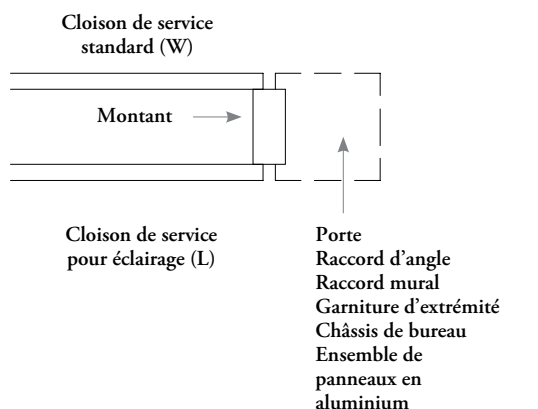 Cloison de service
standard (W)
Montant
Cloison de service
pour éclairage (L)
Porte
Raccord d’angle
Raccord mural
Garniture d’extrémité
Châssis de bureau
Ensemble de
panneaux en
aluminium